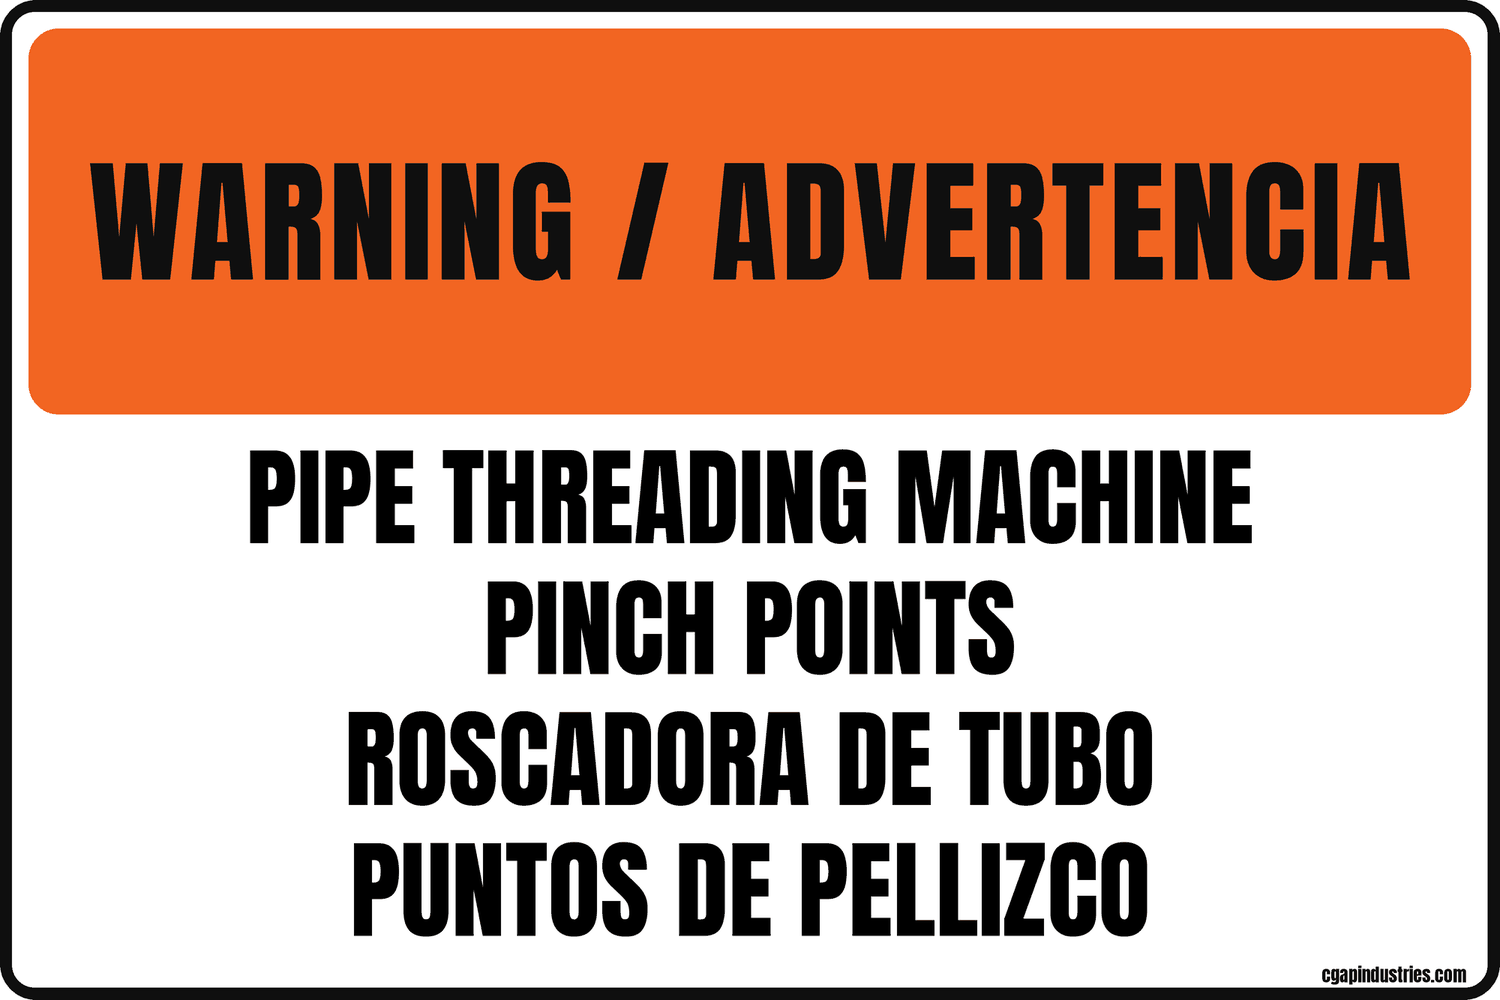 WARNING / ADVERTENCIA
PIPE THREADING MACHINE
PINCH POINTS
ROSCADORA DE TUBO
PUNTOS DE PELLIZCO
cgapindustries.com